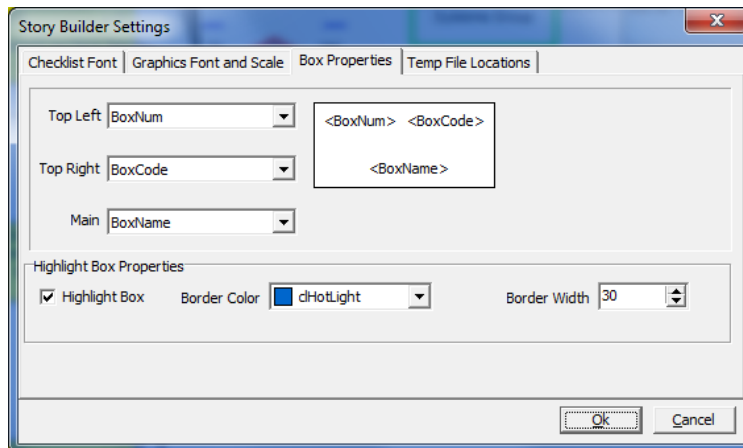 Story Builder Settings
Checklist Font Graphics Font and Scale Box Properties Temp File Locations
Top Left BoxNum
<BoxNum> <BoxCode>
Top Right BoxCode
<BoxName>
Main BoxName
Highlight Box Properties
Highlight Box Border Color clHotLight Border Width 30
Ok Cancel